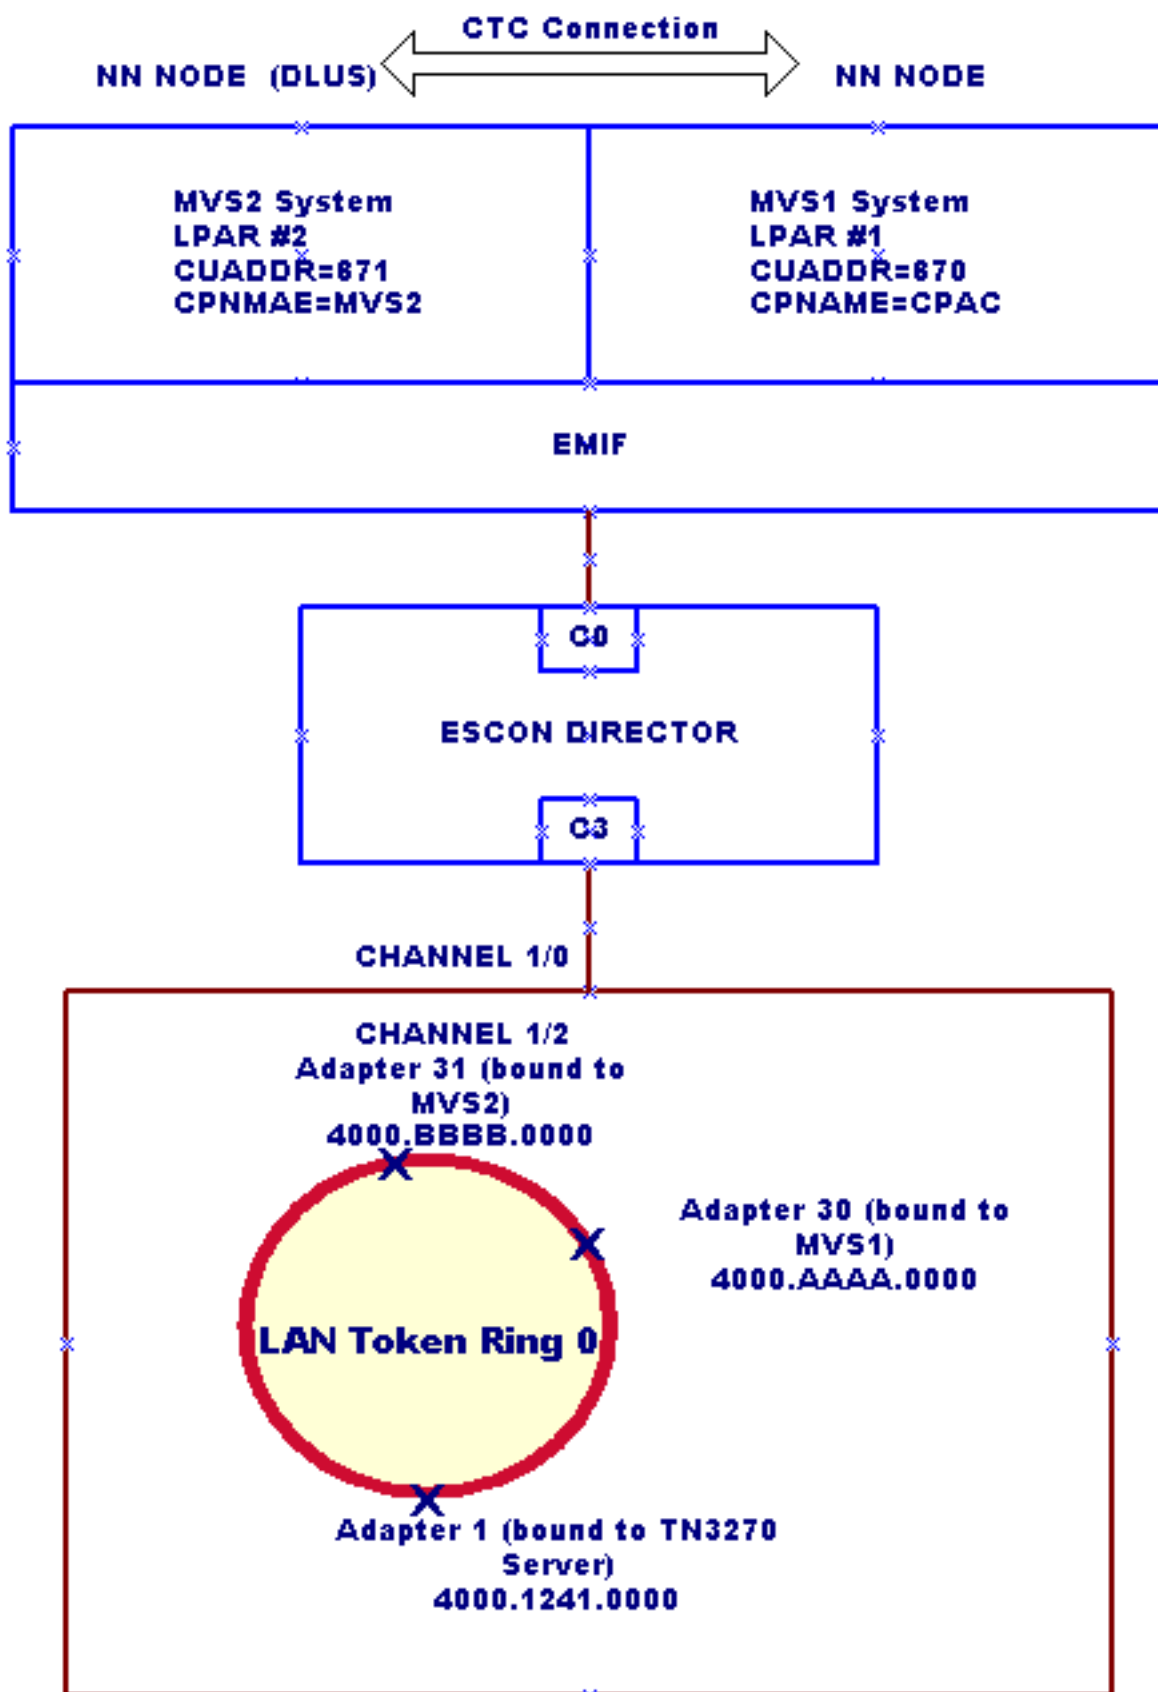 CTC Connection
NN NODE (DLUS)
NN NODE
MVS2 System
LPAR #2
CUADDR=671
CPNMAE=MVS2
MVS1 System
LPAR #1
CUADDR=670
CPNAME=CPAC
EMIF
C0
ESCON DIRECTOR
C3
CHANNEL 1/0
CHANNEL 1/2
Adapter 31 (bound to
MVS2)
4000.BBBB.0000
Adapter 30 (bound to
MVS1)
4000.AAAA.0000
LAN Token Ring 0
Adapter 1 (bound to TN3270
Server)
4000.1241.0000